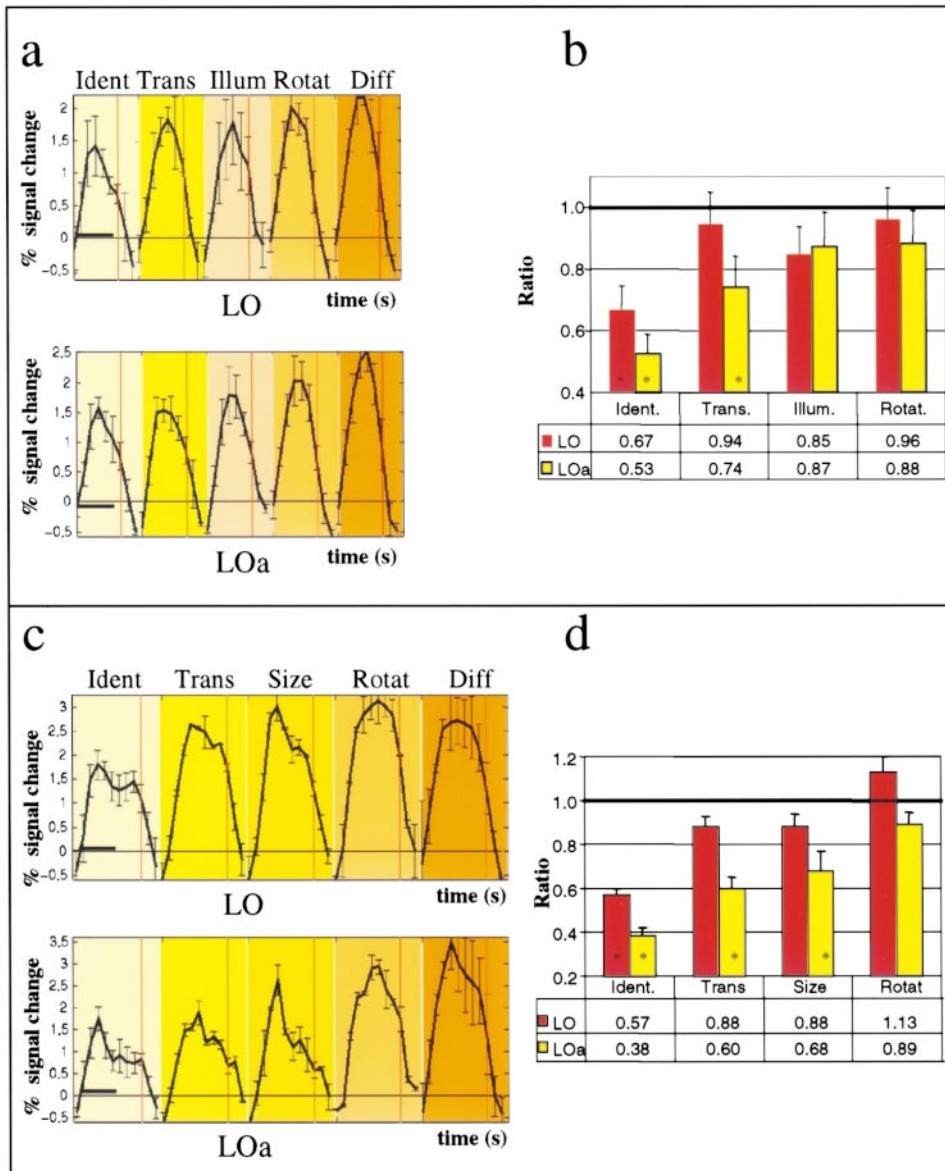 a
Ident Trans Illum Rotat Diff
% signal change
2
1,5
1
0,5
0
-0,5
LO
time (s)
% signal change
2,5
2
1,5
1
0,5
0
-0,5
LOa
time (s)
b
Ratio
1.0
0.8
0.6
0.4
* * *
Ident. Trans. Illum. Rotat.
LO 0.67 0.94 0.85 0.96
LOa 0.53 0.74 0.87 0.88
c
Ident Trans Size Rotat Diff
% signal change
3
2,5
2
1,5
1
0,5
0
-0,5
LO
time (s)
% signal change
3,5
3
2,5
2
1,5
1
0,5
0
-0,5
LOa
time (s)
d
Ratio
1.2
1.0
0.8
0.6
0.4
0.2
* * * *
Ident. Trans Size Rotat
LO 0.57 0.88 0.88 1.13
LOa 0.38 0.60 0.68 0.89